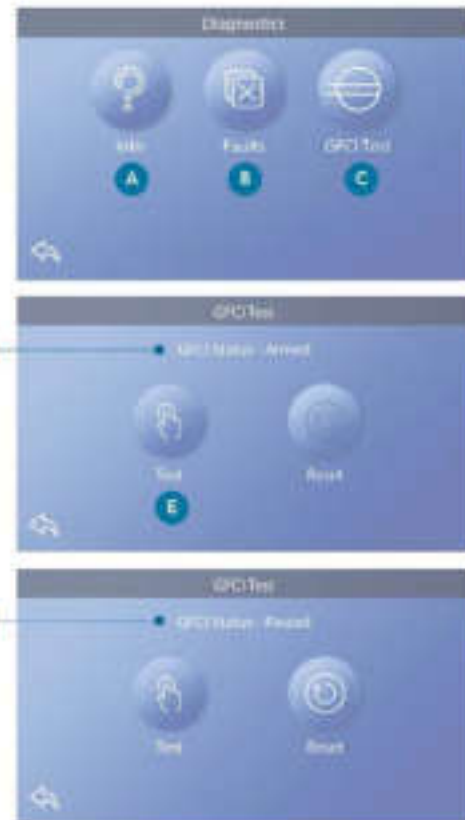 Diagnostics
Info Faults GFCI Test
A B C
GFCI Test
GFCI Status - Armed
Test Reset
E
GFCI Test
GFCI Status - Passed
Test Reset